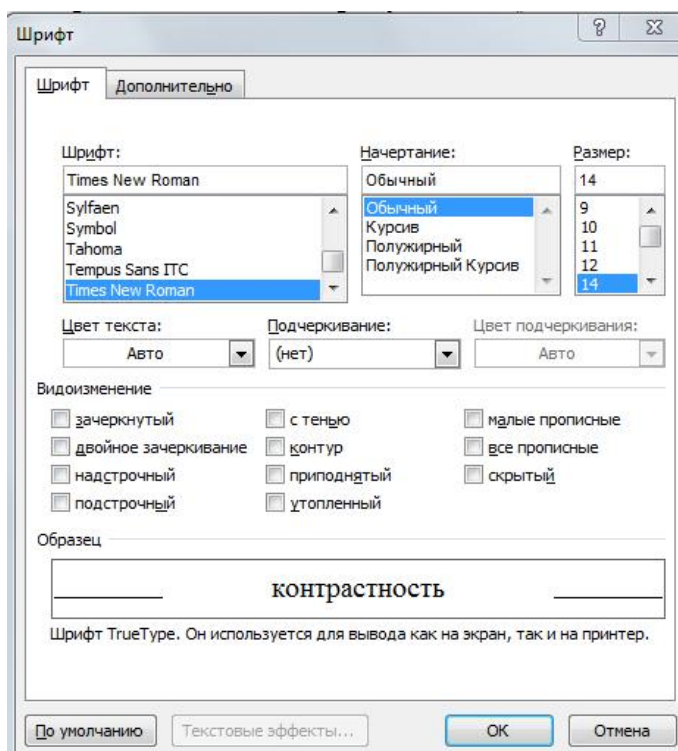 Шрифт
Шрифт Дополнительно
Шрифт: Начертание: Размер:
Times New Roman Обычный 14
Sylfaen Обычный 9
Symbol Курсив 10
Tahoma Полужирный 11
Tempus Sans ITC Полужирный Курсив 12
Times New Roman 14
Цвет текста: Подчеркивание: Цвет подчеркивания:
Авто (нет) Авто
Видоизменение
зачеркнутый с тенью малые прописные
двойное зачеркивание контур все прописные
надстрочный приподнятый скрытый
подстрочный утопленный
Образец
контрастность
Шрифт TrueType. Он используется для вывода как на экран, так и на принтер.
По умолчанию Текстовые эффекты... ОК Отмена